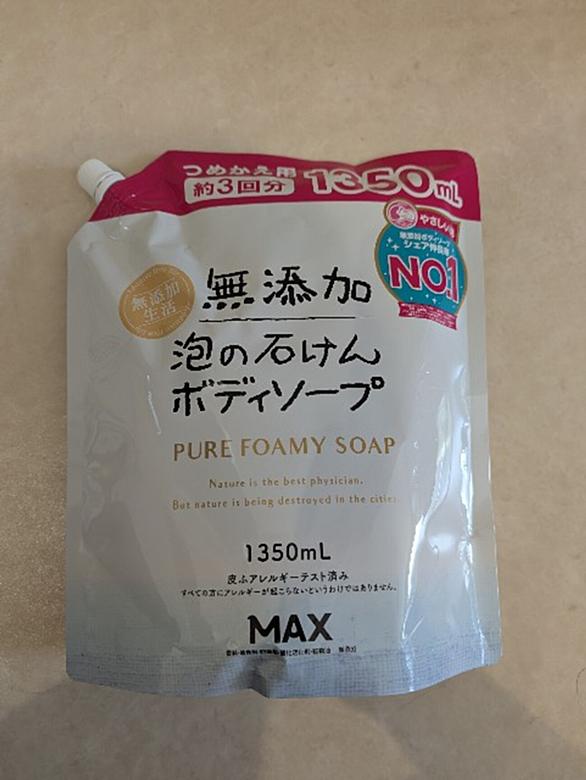 つめかえ用
約3回分
1350mL
やさしい
シェア
NO.1
無添加
生活
無添加
泡の石けん
ボディソープ
PURE FOAMY SOAP
Nature is the best physician.
But nature is being destroyed in the cities
1350mL
皮ふアレルギーテスト済み
すべての方にアレルギーが起こらないというわけではありません。
MAX